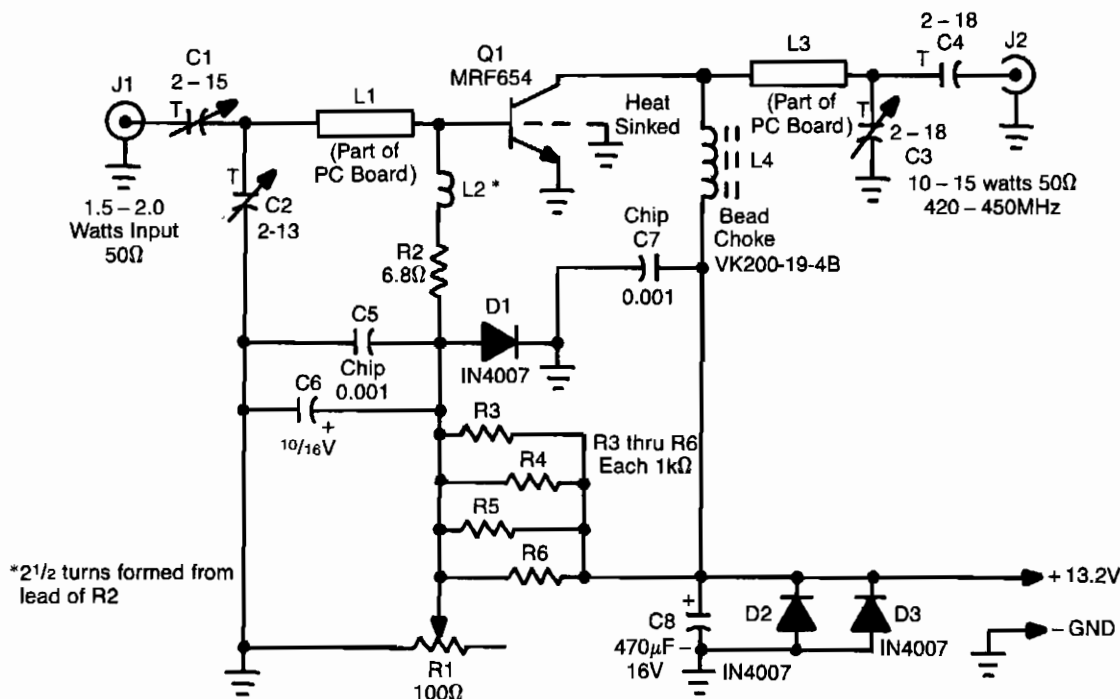 J1
C1
2 – 15
T
L1
(Part of
PC Board)
Q1
MRF654
Heat
Sinked
L3
(Part of
PC Board)
2 – 18
C4
T
J2
T
2 – 18
C3
10 – 15 watts 50Ω
420 – 450MHz
1.5 – 2.0
Watts Input
50Ω
T
C2
2-13
L2 *
R2
6.8Ω
L4
Bead
Choke
VK200-19-4B
Chip
C7
0.001
D1
IN4007
C5
Chip
0.001
C6
+
10/16V
R3
R4
R5
R6
R3 thru R6
Each 1kΩ
*2 1/2 turns formed from
lead of R2
R1
100Ω
+
C8
470μF –
16V
D2
IN4007
D3
IN4007
+ 13.2V
– GND